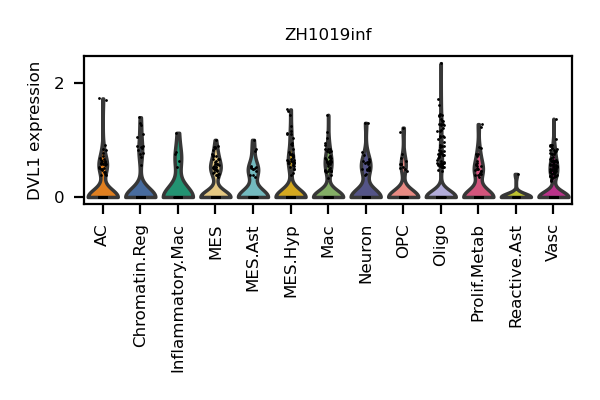 ZH1019inf
DVL1 expression
2
0
AC
Chromatin.Reg
Inflammatory.Mac
MES
MES.Ast
MES.Hyp
Mac
Neuron
OPC
Oligo
Prolif.Metab
Reactive.Ast
Vasc